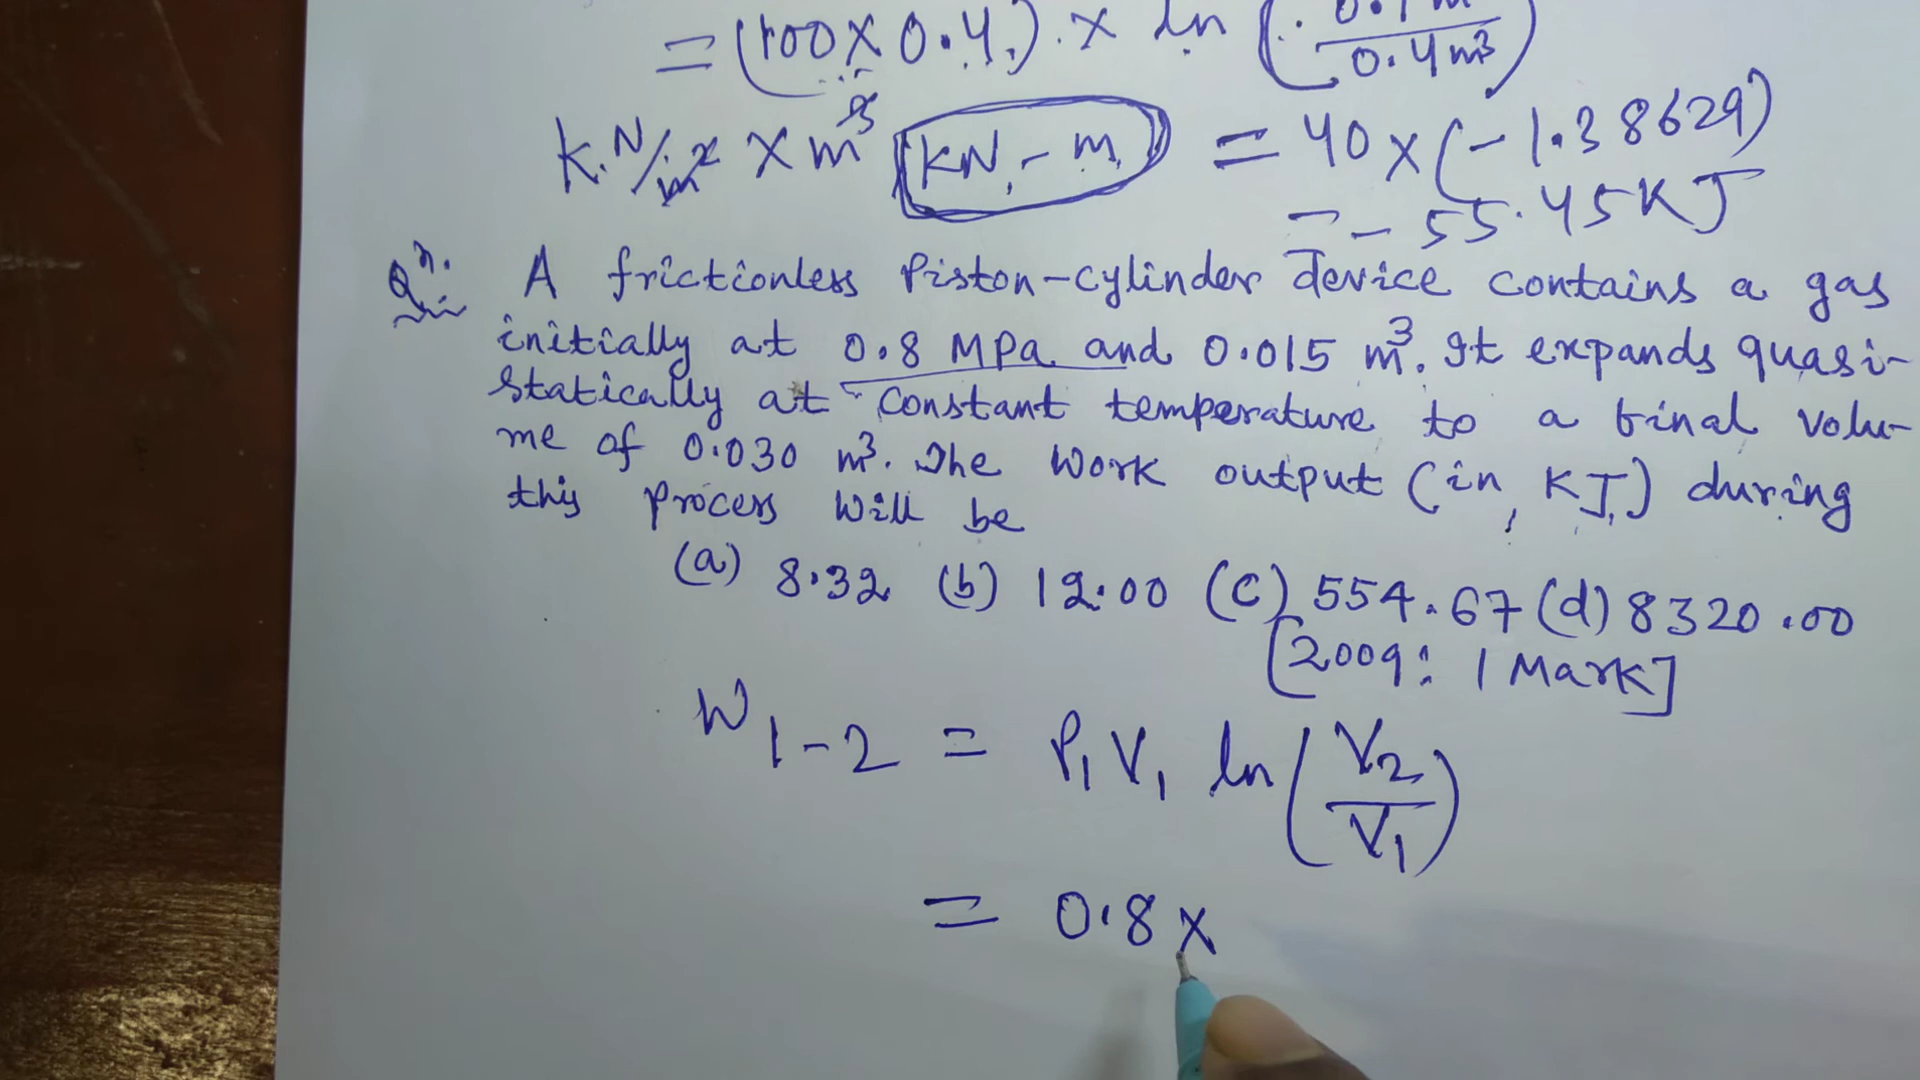 = (100 × 0.4) × ln (0.1 m / 0.4 m³)
K.N/m² × m³ KN-m = 40 × (-1.38629)
= -55.45 KJ
Qn. A frictionless Piston-cylinder Device contains a gas
initially at 0.8 MPa and 0.015 m³. It expands quasi-
statically at constant temperature to a final volu-
me of 0.030 m³. The Work output (in KJ) during
this process will be
(a) 8.32 (b) 12.00 (c) 554.67 (d) 8320.00
[2009: 1 Mark]
W1-2 = P1 V1 ln (V2/V1)
= 0.8 ×